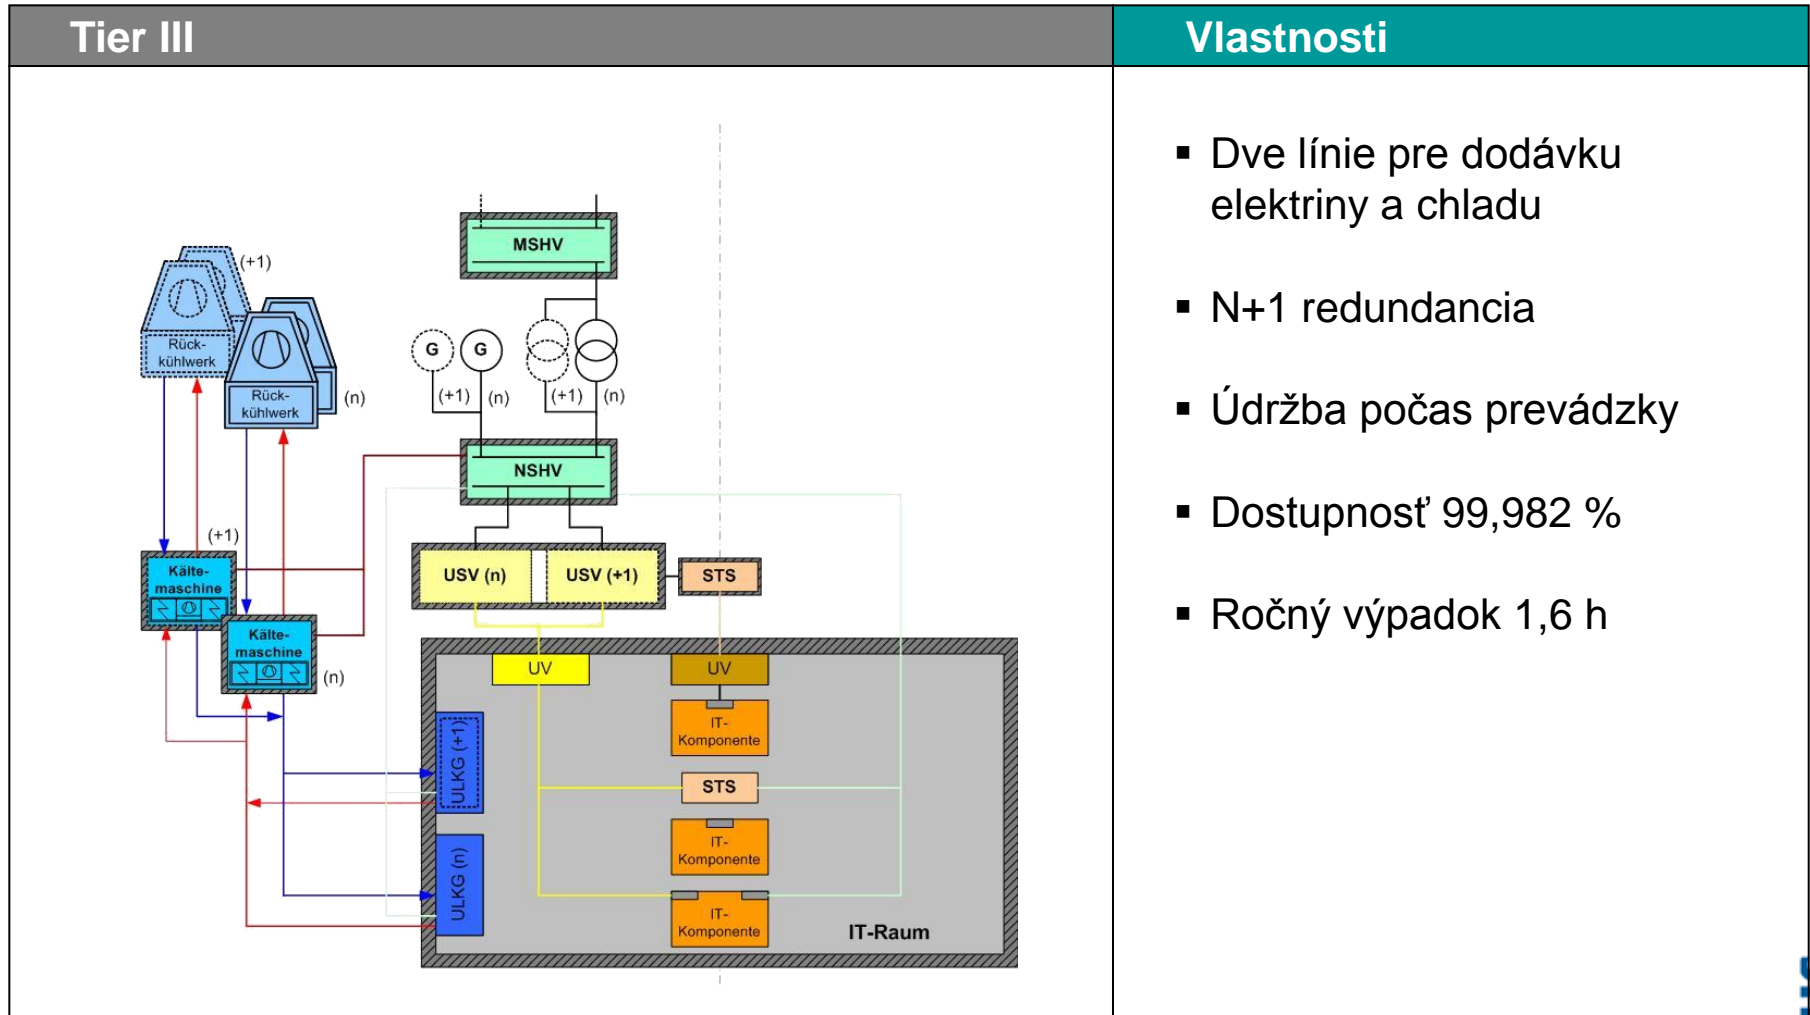 Tier III
Vlastnosti
▪ Dve línie pre dodávku
elektriny a chladu
▪ N+1 redundancia
▪ Údržba počas prevádzky
▪ Dostupnosť 99,982 %
▪ Ročný výpadok 1,6 h
MSHV
(+1)
Rück-
kühlwerk
Rück-
kühlwerk
(n)
G
G
(+1)
(n)
(+1)
(n)
NSHV
(+1)
Kälte-
maschine
Kälte-
maschine
(n)
USV (n)
USV (+1)
STS
UV
UV
IT-
Komponente
ULKG (+1)
STS
IT-
Komponente
ULKG (n)
IT-
Komponente
IT-Raum